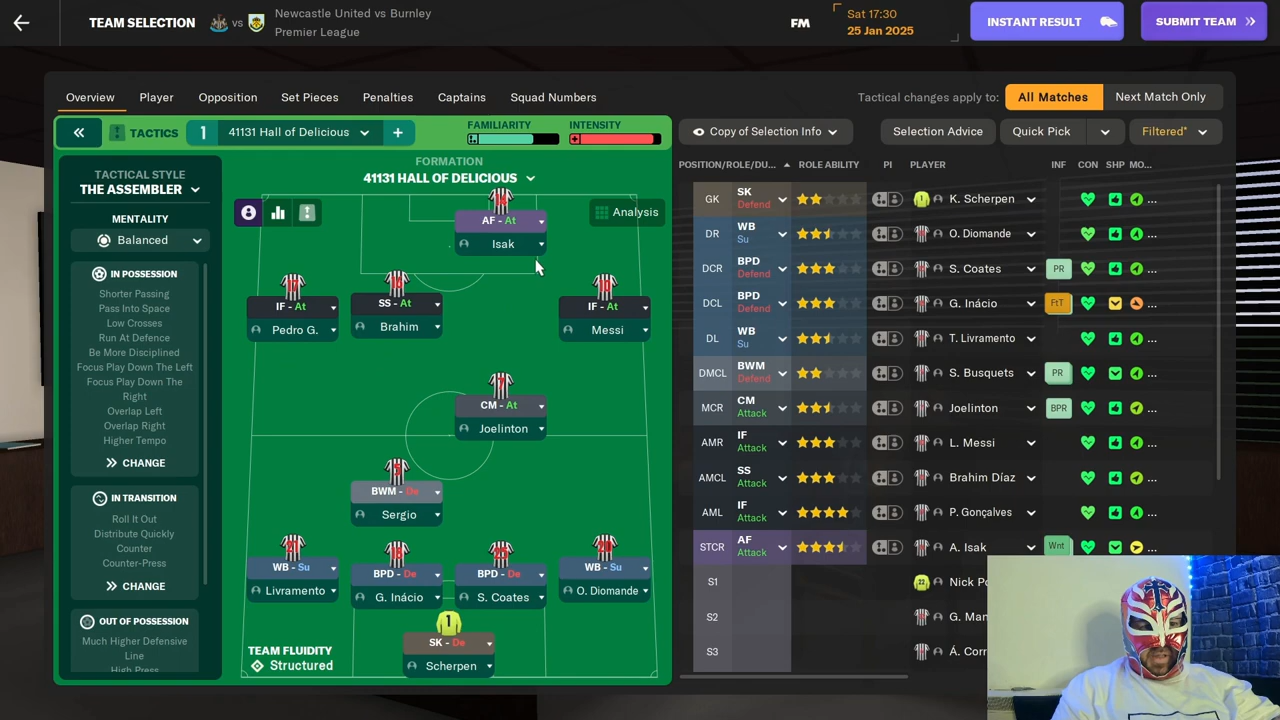 TEAM SELECTION
vs
Newcastle United vs Burnley
Premier League
FM
Sat 17:30
25 Jan 2025
INSTANT RESULT
SUBMIT TEAM
Overview
Player
Opposition
Set Pieces
Penalties
Captains
Squad Numbers
Tactical changes apply to:
All Matches
Next Match Only
TACTICS
1
41131 Hall of Delicious
FAMILIARITY
INTENSITY
Copy of Selection Info
Selection Advice
Quick Pick
Filtered*
TACTICAL STYLE
THE ASSEMBLER
MENTALITY
Balanced
IN POSSESSION
Shorter Passing
Pass Into Space
Low Crosses
Run At Defence
Be More Disciplined
Focus Play Down The Left
Focus Play Down The
Right
Overlap Left
Overlap Right
Higher Tempo
CHANGE
IN TRANSITION
Roll It Out
Distribute Quickly
Counter
Counter-Press
CHANGE
OUT OF POSSESSION
Much Higher Defensive
Line
High Press
FORMATION
41131 HALL OF DELICIOUS
Analysis
AF - At
Isak
IF - At
Pedro G.
SS - At
Brahim
IF - At
Messi
CM - At
Joelinton
BWM - De
Sergio
WB - Su
Livramento
BPD - De
G. Inácio
BPD - De
S. Coates
WB - Su
O. Diomande
1
SK - De
Scherpen
TEAM FLUIDITY
Structured
POSITION/ROLE/DU...
ROLE ABILITY
PI
PLAYER
INF
CON
SHP
MO...
GK SK Defend K. Scherpen ...
DR WB Su O. Diomande ...
DCR BPD Defend S. Coates PR ...
DCL BPD Defend G. Inácio FtT ...
DL WB Su T. Livramento ...
DMCL BWM Defend S. Busquets PR ...
MCR CM Attack Joelinton BPR ...
AMR IF Attack L. Messi ...
AMCL SS Attack Brahim Díaz ...
AML IF Attack P. Gonçalves ...
STCR AF Attack A. Isak Wnt ...
S1 22 Nick Po
S2 G. Man
S3 Á. Corr